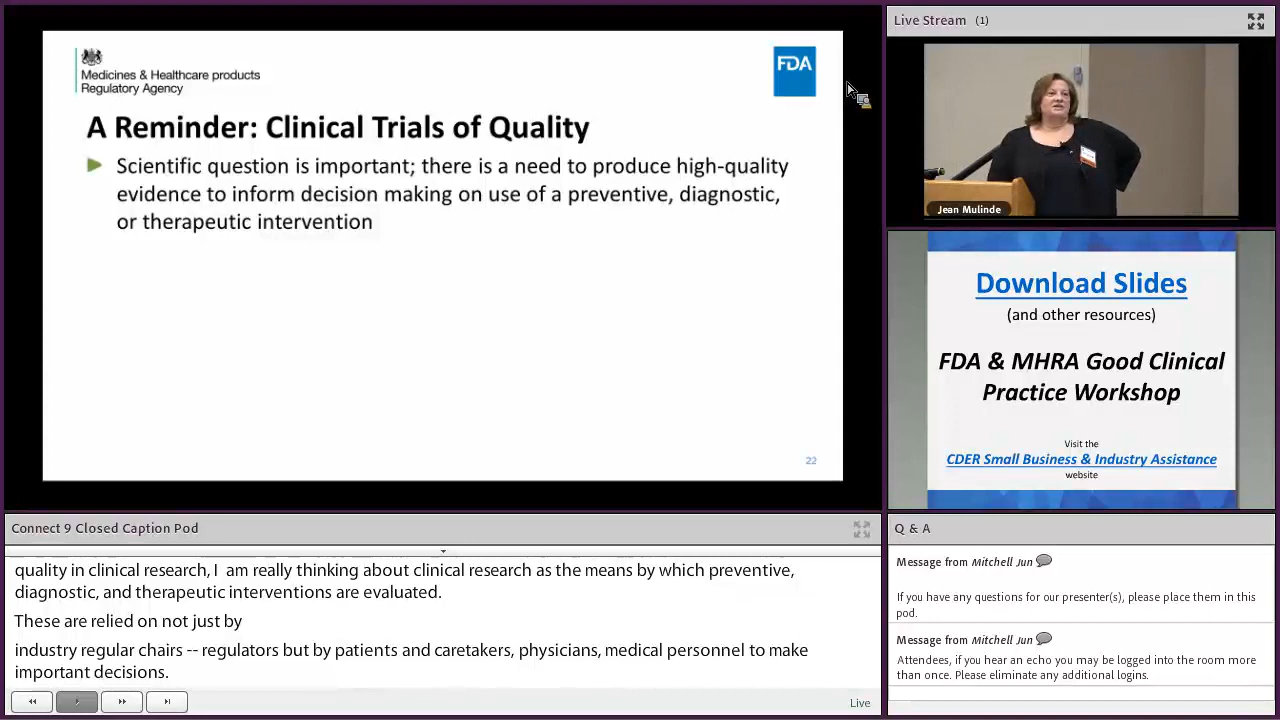 Medicines & Healthcare products
Regulatory Agency
FDA
A Reminder: Clinical Trials of Quality
Scientific question is important; there is a need to produce high-quality
evidence to inform decision making on use of a preventive, diagnostic,
or therapeutic intervention
22
Live Stream (1)
Jean Mulinde
Download Slides
(and other resources)
FDA & MHRA Good Clinical
Practice Workshop
Visit the
CDER Small Business & Industry Assistance
website
Connect 9 Closed Caption Pod
quality in clinical research, I am really thinking about clinical research as the means by which preventive,
diagnostic, and therapeutic interventions are evaluated.
These are relied on not just by
industry regular chairs -- regulators but by patients and caretakers, physicians, medical personnel to make
important decisions.
Live
Q & A
Message from Mitchell Jun
If you have any questions for our presenter(s), please place them in this
pod.
Message from Mitchell Jun
Attendees, if you hear an echo you may be logged into the room more
than once. Please eliminate any additional logins.